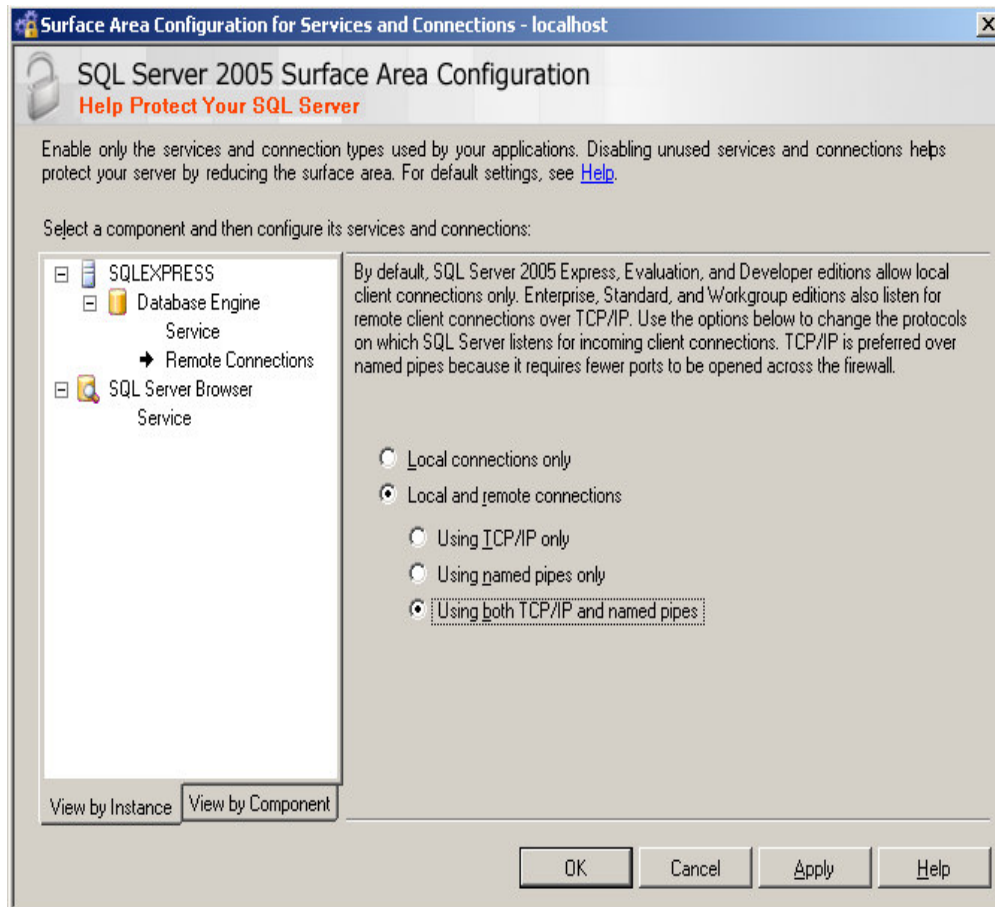 Surface Area Configuration for Services and Connections - localhost
SQL Server 2005 Surface Area Configuration
Help Protect Your SQL Server
Enable only the services and connection types used by your applications. Disabling unused services and connections helps
protect your server by reducing the surface area. For default settings, see Help.
Select a component and then configure its services and connections:
SQLEXPRESS
Database Engine
Service
Remote Connections
SQL Server Browser
Service
View by Instance
View by Component
By default, SQL Server 2005 Express, Evaluation, and Developer editions allow local
client connections only. Enterprise, Standard, and Workgroup editions also listen for
remote client connections over TCP/IP. Use the options below to change the protocols
on which SQL Server listens for incoming client connections. TCP/IP is preferred over
named pipes because it requires fewer ports to be opened across the firewall.
Local connections only
Local and remote connections
Using TCP/IP only
Using named pipes only
Using both TCP/IP and named pipes
OK
Cancel
Apply
Help